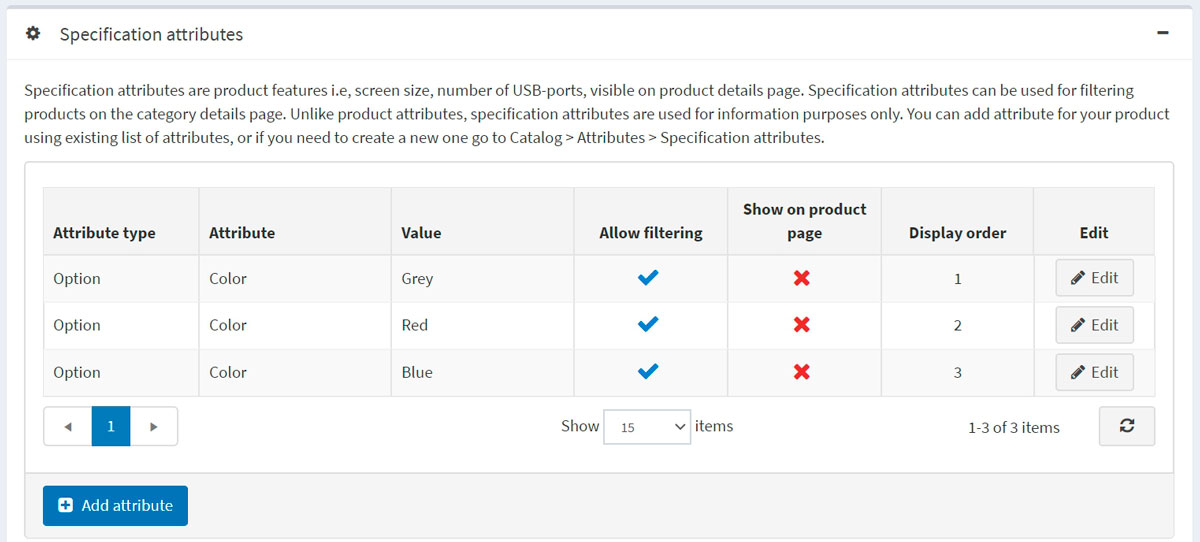 Specification attributes
Specification attributes are product features i.e, screen size, number of USB-ports, visible on product details page. Specification attributes can be used for filtering
products on the category details page. Unlike product attributes, specification attributes are used for information purposes only. You can add attribute for your product
using existing list of attributes, or if you need to create a new one go to Catalog > Attributes > Specification attributes.
Attribute type Attribute Value Allow filtering Show on product page Display order Edit
Option Color Grey 1 Edit
Option Color Red 2 Edit
Option Color Blue 3 Edit
1 Show 15 items 1-3 of 3 items
Add attribute